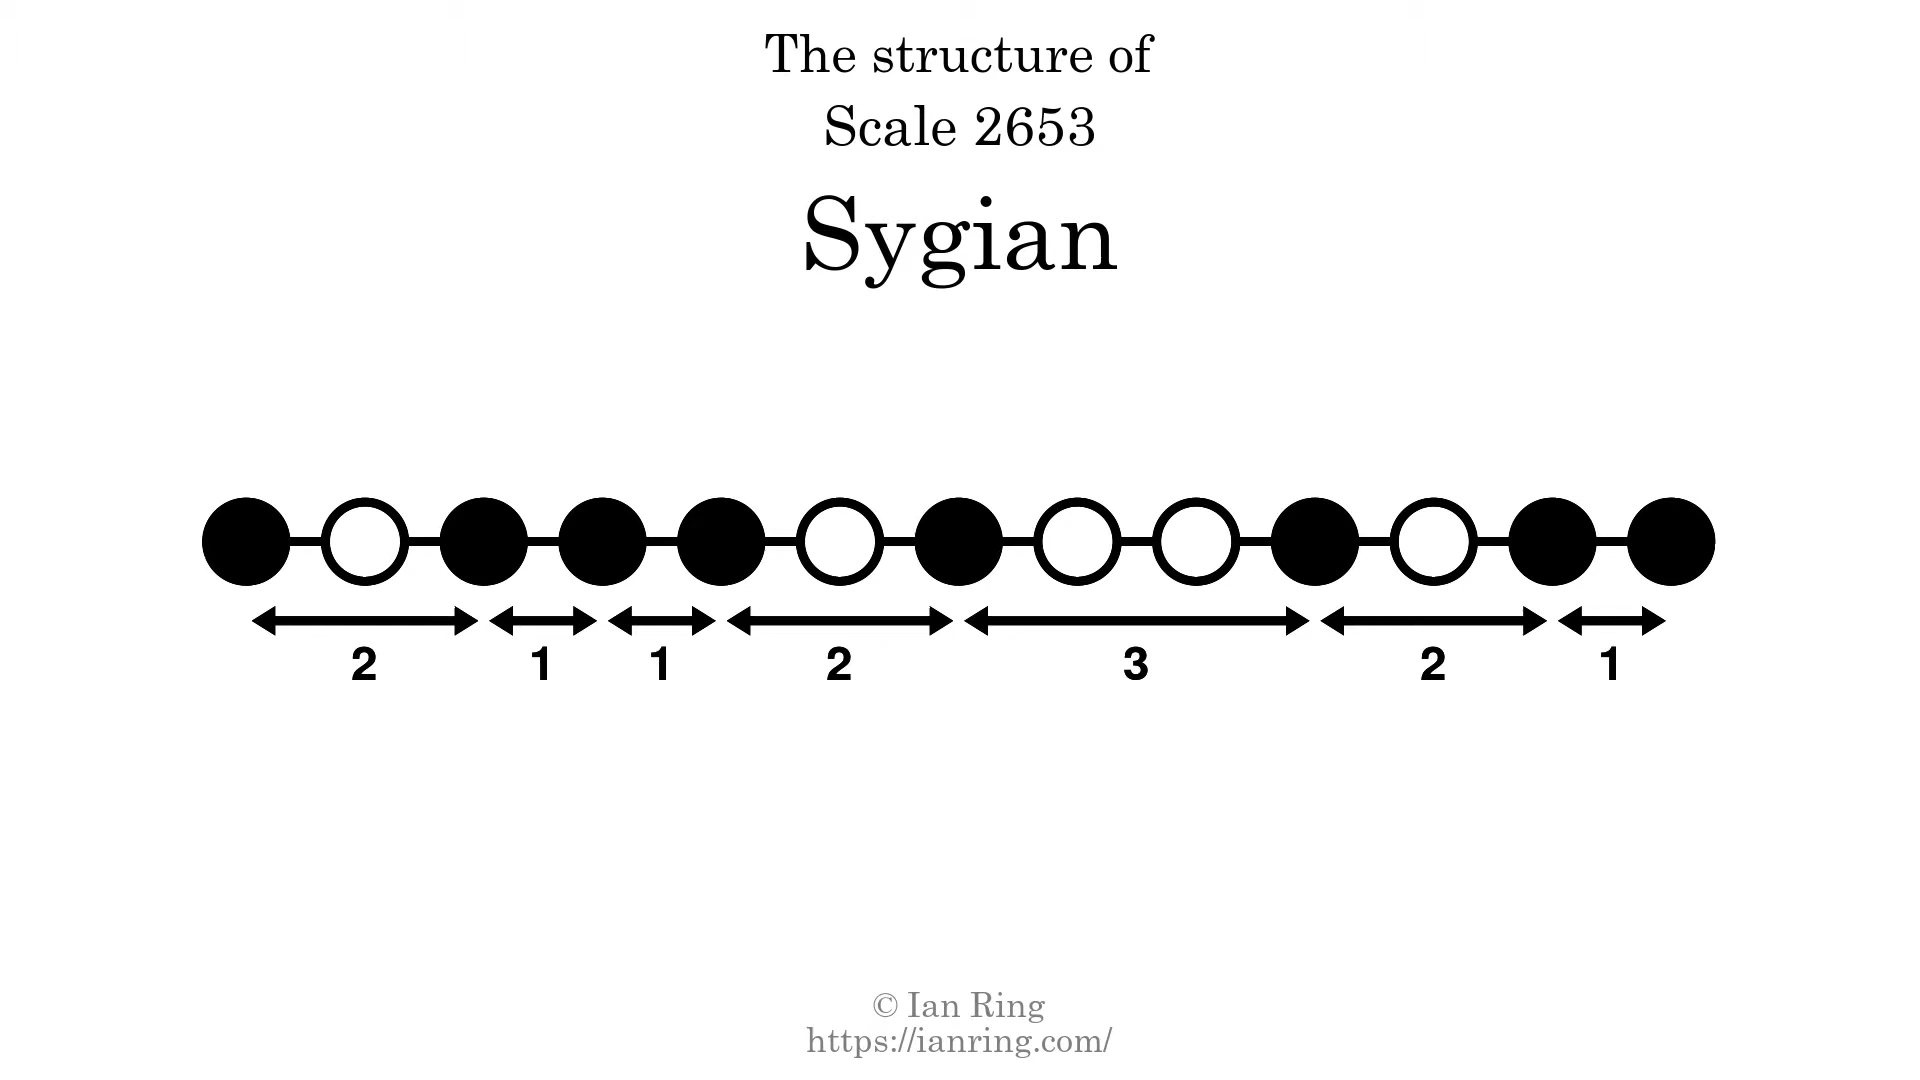 The structure of
Scale 2653
Sygian
2 1 1 2 3 2 1
© Ian Ring
https://ianring.com/